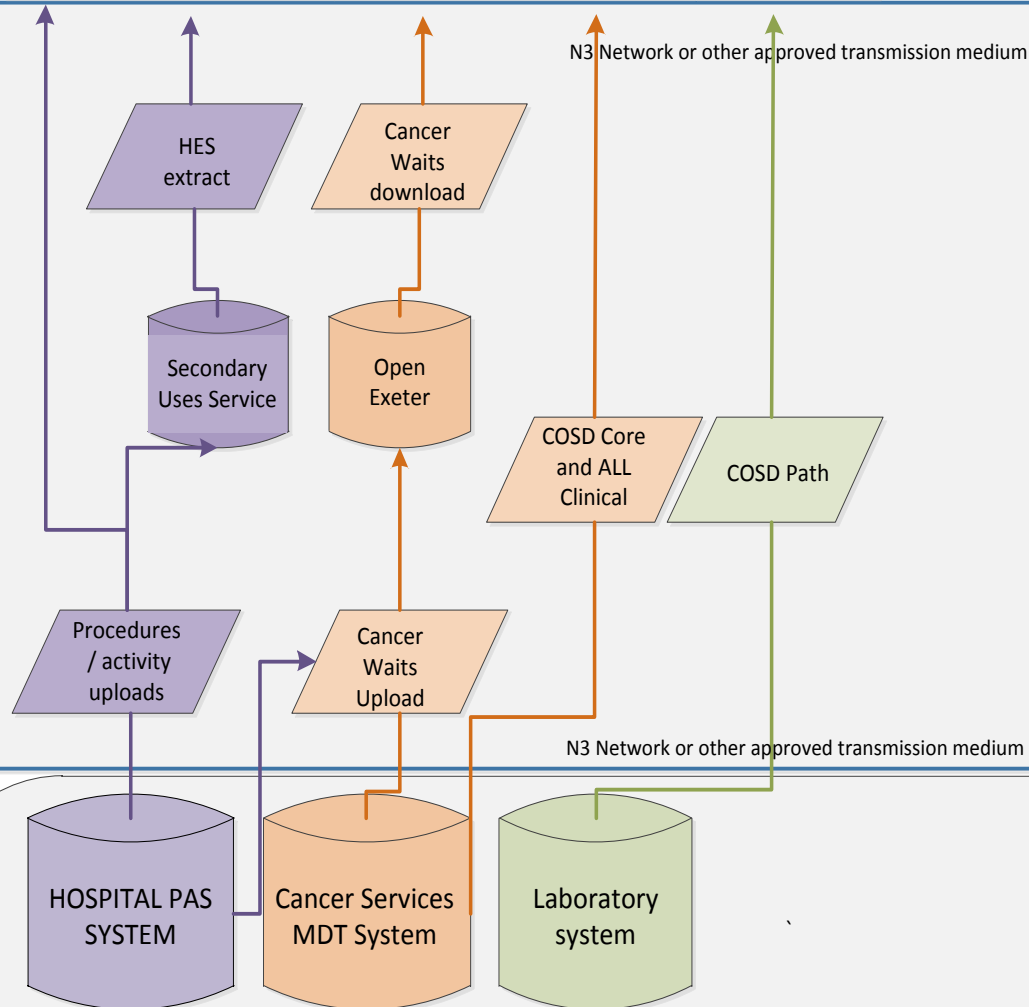 N3 Network or other approved transmission medium
HES
extract
Cancer
Waits
download
Secondary
Uses Service
Open
Exeter
COSD Core
and ALL
Clinical
COSD Path
Procedures
/ activity
uploads
Cancer
Waits
Upload
N3 Network or other approved transmission medium
HOSPITAL PAS
SYSTEM
Cancer Services
MDT System
Laboratory
system
`